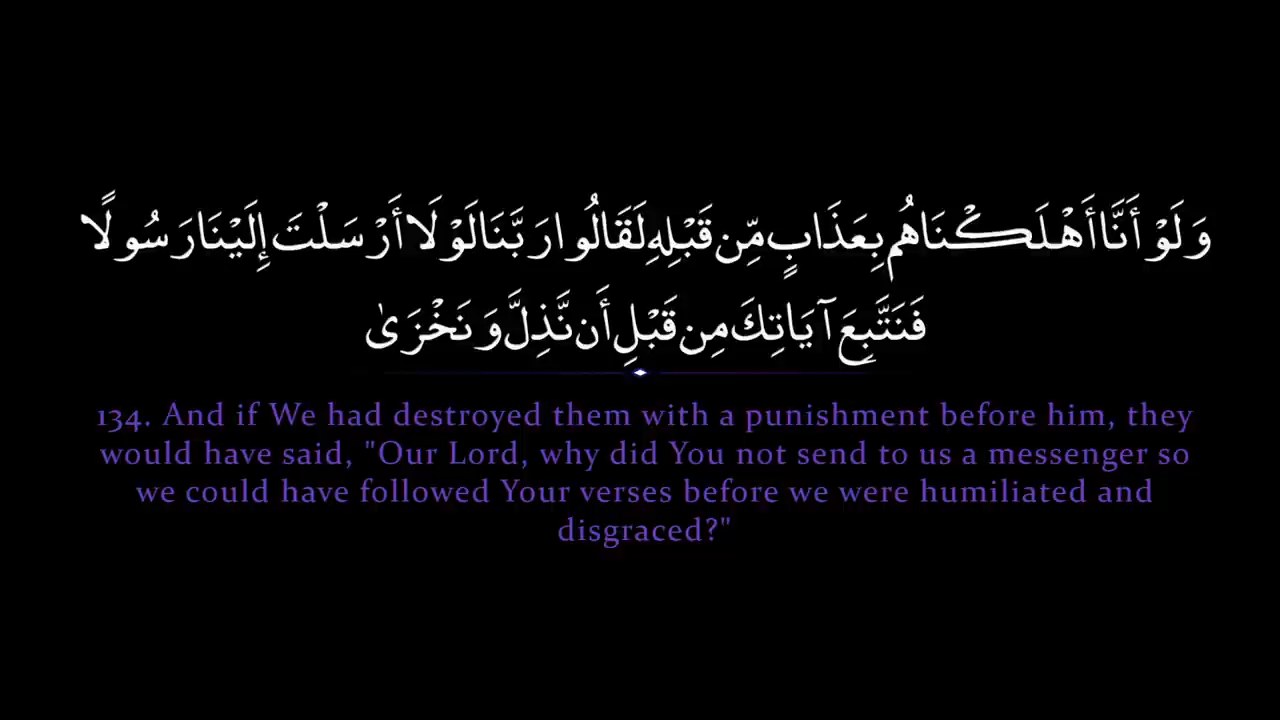 وَلَوْ أَنَّا أَهْلَكْنَاهُم بِعَذَابٍ مِّن قَبْلِهِ لَقَالُوا رَبَّنَا لَوْلَا أَرْسَلْتَ إِلَيْنَا رَسُولًا
فَنَتَّبِعَ آيَاتِكَ مِن قَبْلِ أَن نَّذِلَّ وَنَخْزَىٰ
134. And if We had destroyed them with a punishment before him, they
would have said, "Our Lord, why did You not send to us a messenger so
we could have followed Your verses before we were humiliated and
disgraced?"